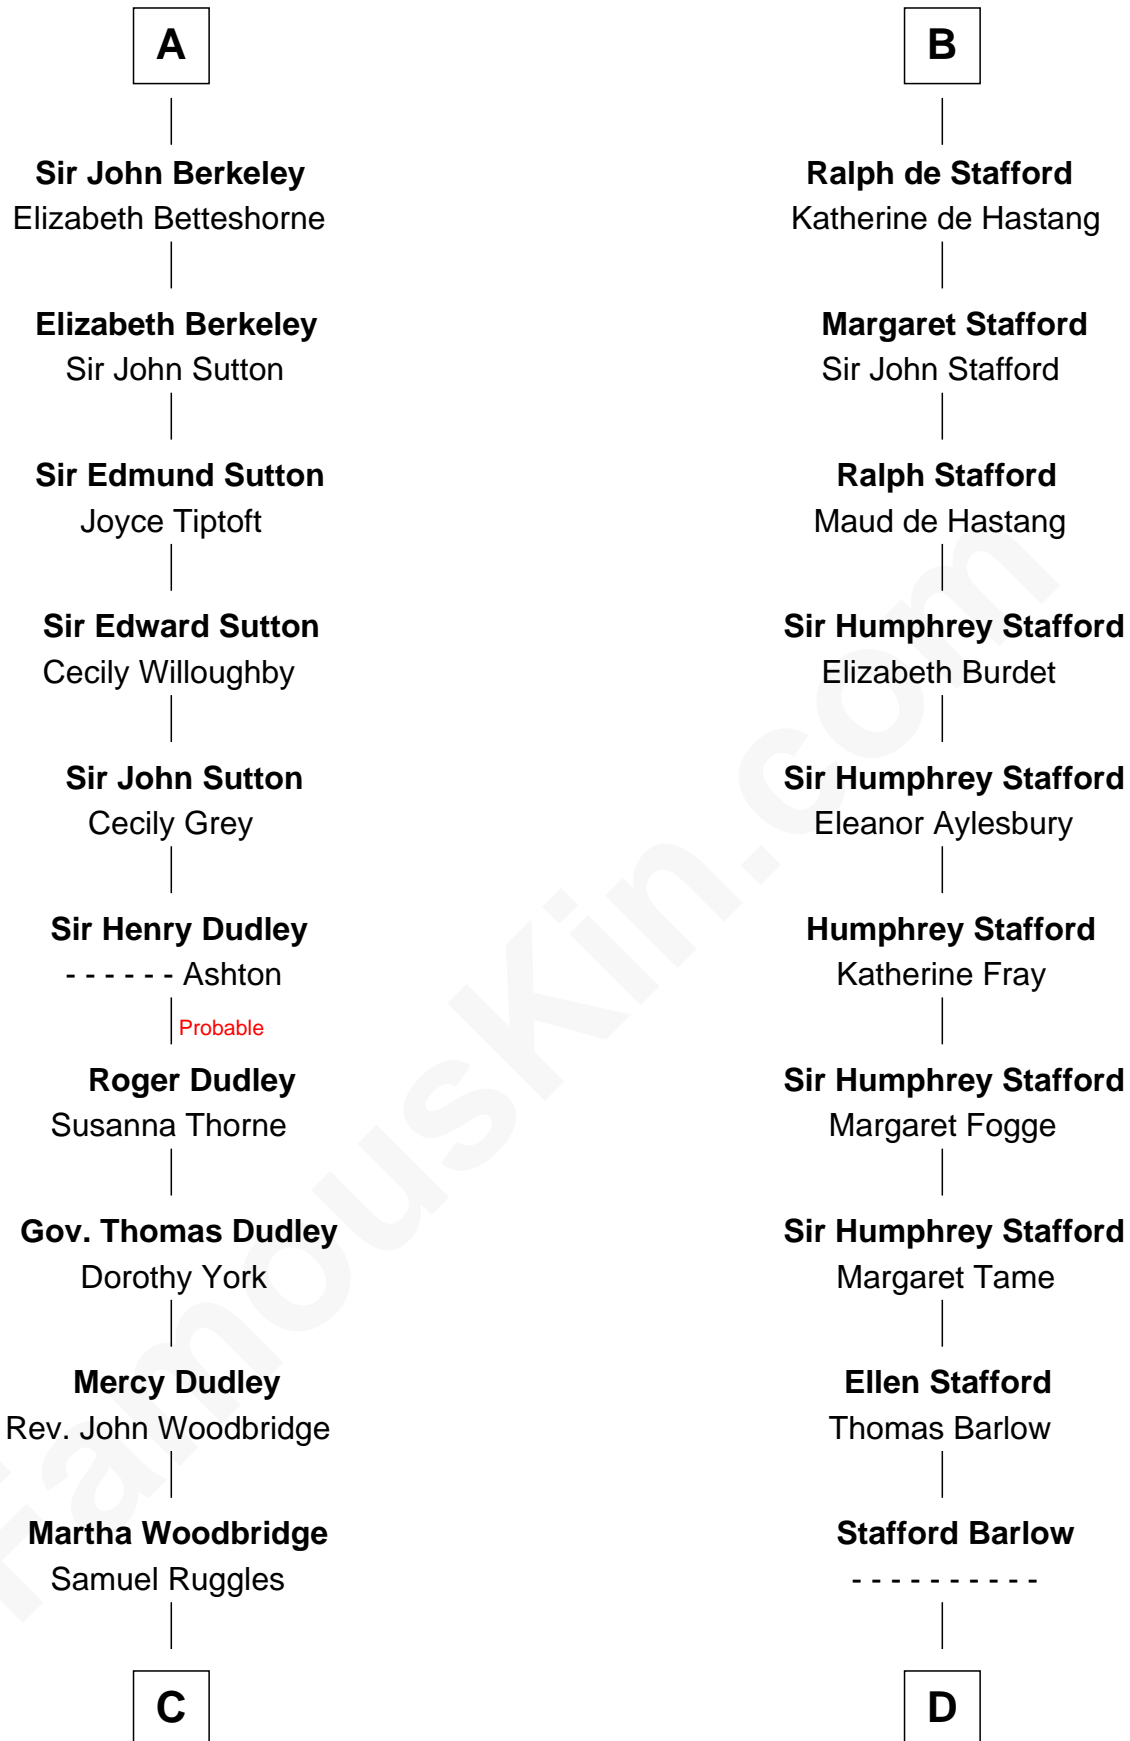 A
Sir John Berkeley
Elizabeth Betteshorne
Elizabeth Berkeley
Sir John Sutton
Sir Edmund Sutton
Joyce Tiptoft
Sir Edward Sutton
Cecily Willoughby
Sir John Sutton
Cecily Grey
Sir Henry Dudley
- - - - - - Ashton
Probable
Roger Dudley
Susanna Thorne
Gov. Thomas Dudley
Dorothy York
Mercy Dudley
Rev. John Woodbridge
Martha Woodbridge
Samuel Ruggles
C
B
Ralph de Stafford
Katherine de Hastang
Margaret Stafford
Sir John Stafford
Ralph Stafford
Maud de Hastang
Sir Humphrey Stafford
Elizabeth Burdet
Sir Humphrey Stafford
Eleanor Aylesbury
Humphrey Stafford
Katherine Fray
Sir Humphrey Stafford
Margaret Fogge
Sir Humphrey Stafford
Margaret Tame
Ellen Stafford
Thomas Barlow
Stafford Barlow
- - - - - - - - - -
D
FamousKin.com